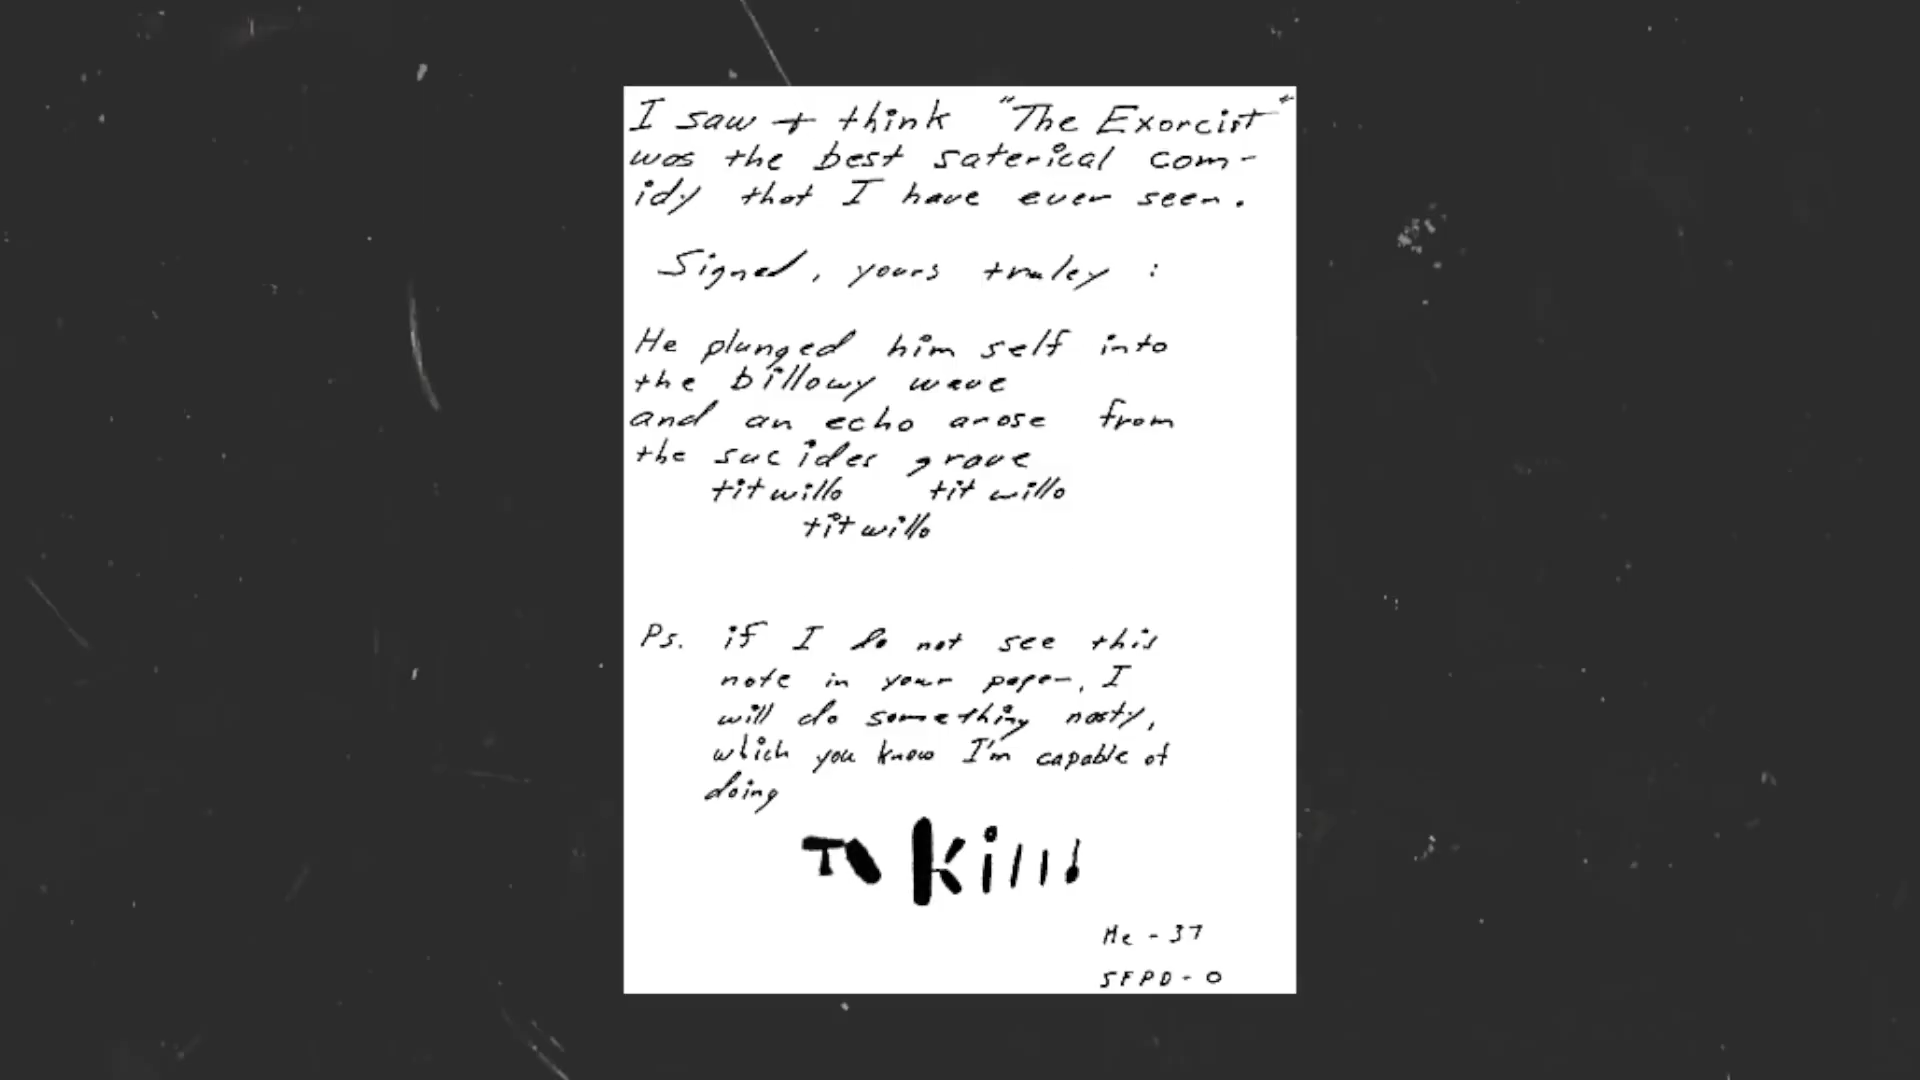 I saw + think "The Exorcist"
was the best saterical com-
idy that I have ever seen.
Signed, yours truley :
He plunged him self into
the billowy wave
and an echo arose from
the sucides grave
tit willo tit willo
tit willo
Ps. if I do not see this
note in your paper, I
will do something nasty,
which you know I'm capable of
doing
To Kill!
Me - 37
SFPD - 0